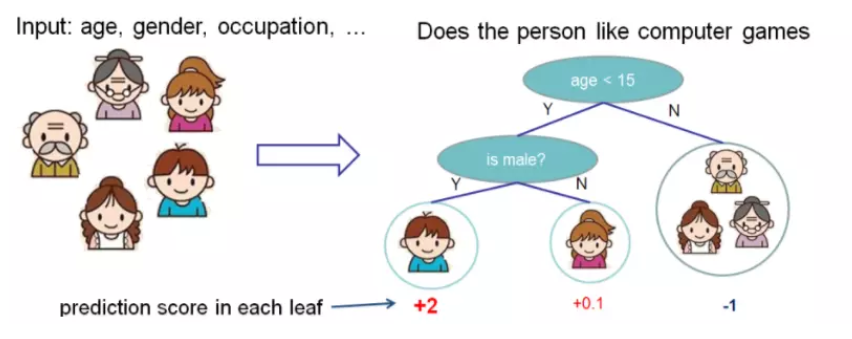 Input: age, gender, occupation, ...
Does the person like computer games
age < 15
Y
N
is male?
Y
N
prediction score in each leaf
+2
+0.1
-1